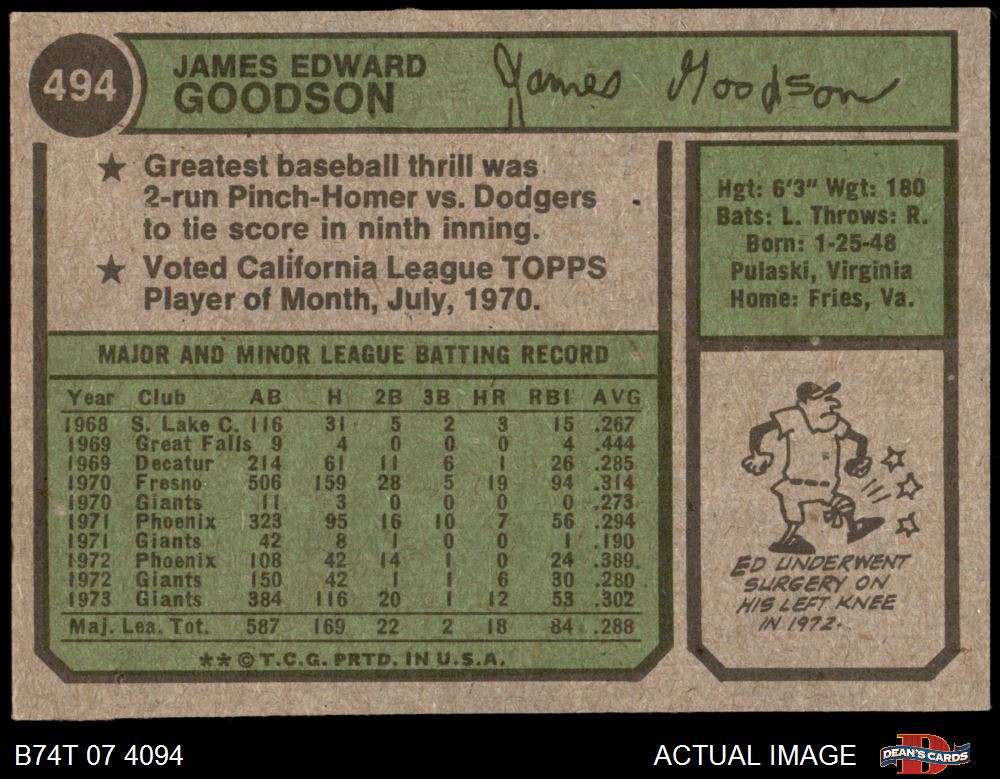 494
JAMES EDWARD
GOODSON
James Goodson
★ Greatest baseball thrill was
2-run Pinch-Homer vs. Dodgers
to tie score in ninth inning.
★ Voted California League TOPPS
Player of Month, July, 1970.
Hgt: 6'3" Wgt: 180
Bats: L. Throws: R.
Born: 1-25-48
Pulaski, Virginia
Home: Fries, Va.
MAJOR AND MINOR LEAGUE BATTING RECORD
Year Club AB H 2B 3B HR RBI AVG
1968 S. Lake C. 116 31 5 2 3 15 .267
1969 Great Falls 9 4 0 0 0 4 .444
1969 Decatur 214 61 11 6 1 26 .285
1970 Fresno 506 159 28 5 19 94 .314
1970 Giants 11 3 0 0 0 0 .273
1971 Phoenix 323 95 16 10 7 56 .294
1971 Giants 42 8 1 0 0 1 .190
1972 Phoenix 108 42 14 1 0 24 .389
1972 Giants 150 42 1 1 6 30 .280
1973 Giants 384 116 20 1 12 53 .302
Maj. Lea. Tot. 587 169 22 2 18 84 .288
** © T.C.G. PRTD. IN U.S.A.
ED UNDERWENT
SURGERY ON
HIS LEFT KNEE
IN 1972.
B74T 07 4094
ACTUAL IMAGE
DEAN'S CARDS